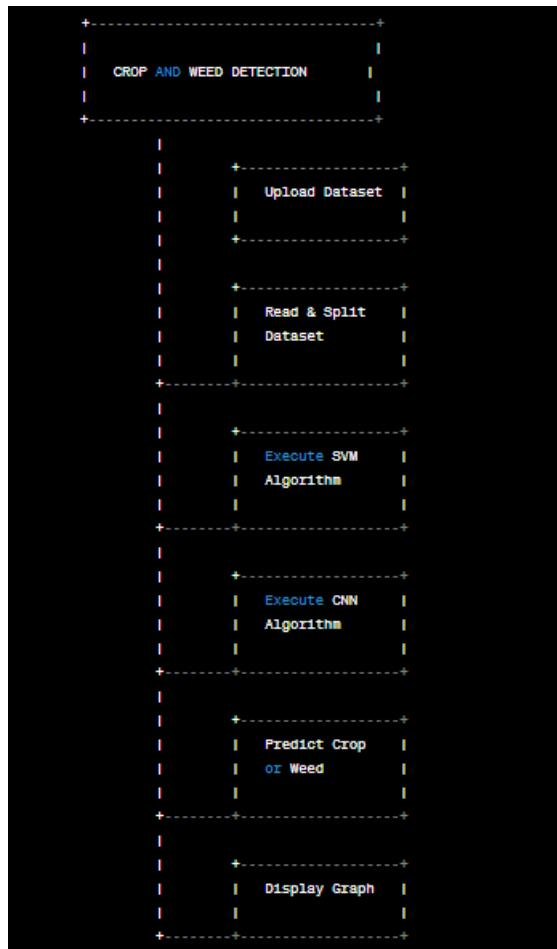 CROP AND WEED DETECTION
Upload Dataset
Read & Split
Dataset
Execute SVM
Algorithm
Execute CNN
Algorithm
Predict Crop
or Weed
Display Graph